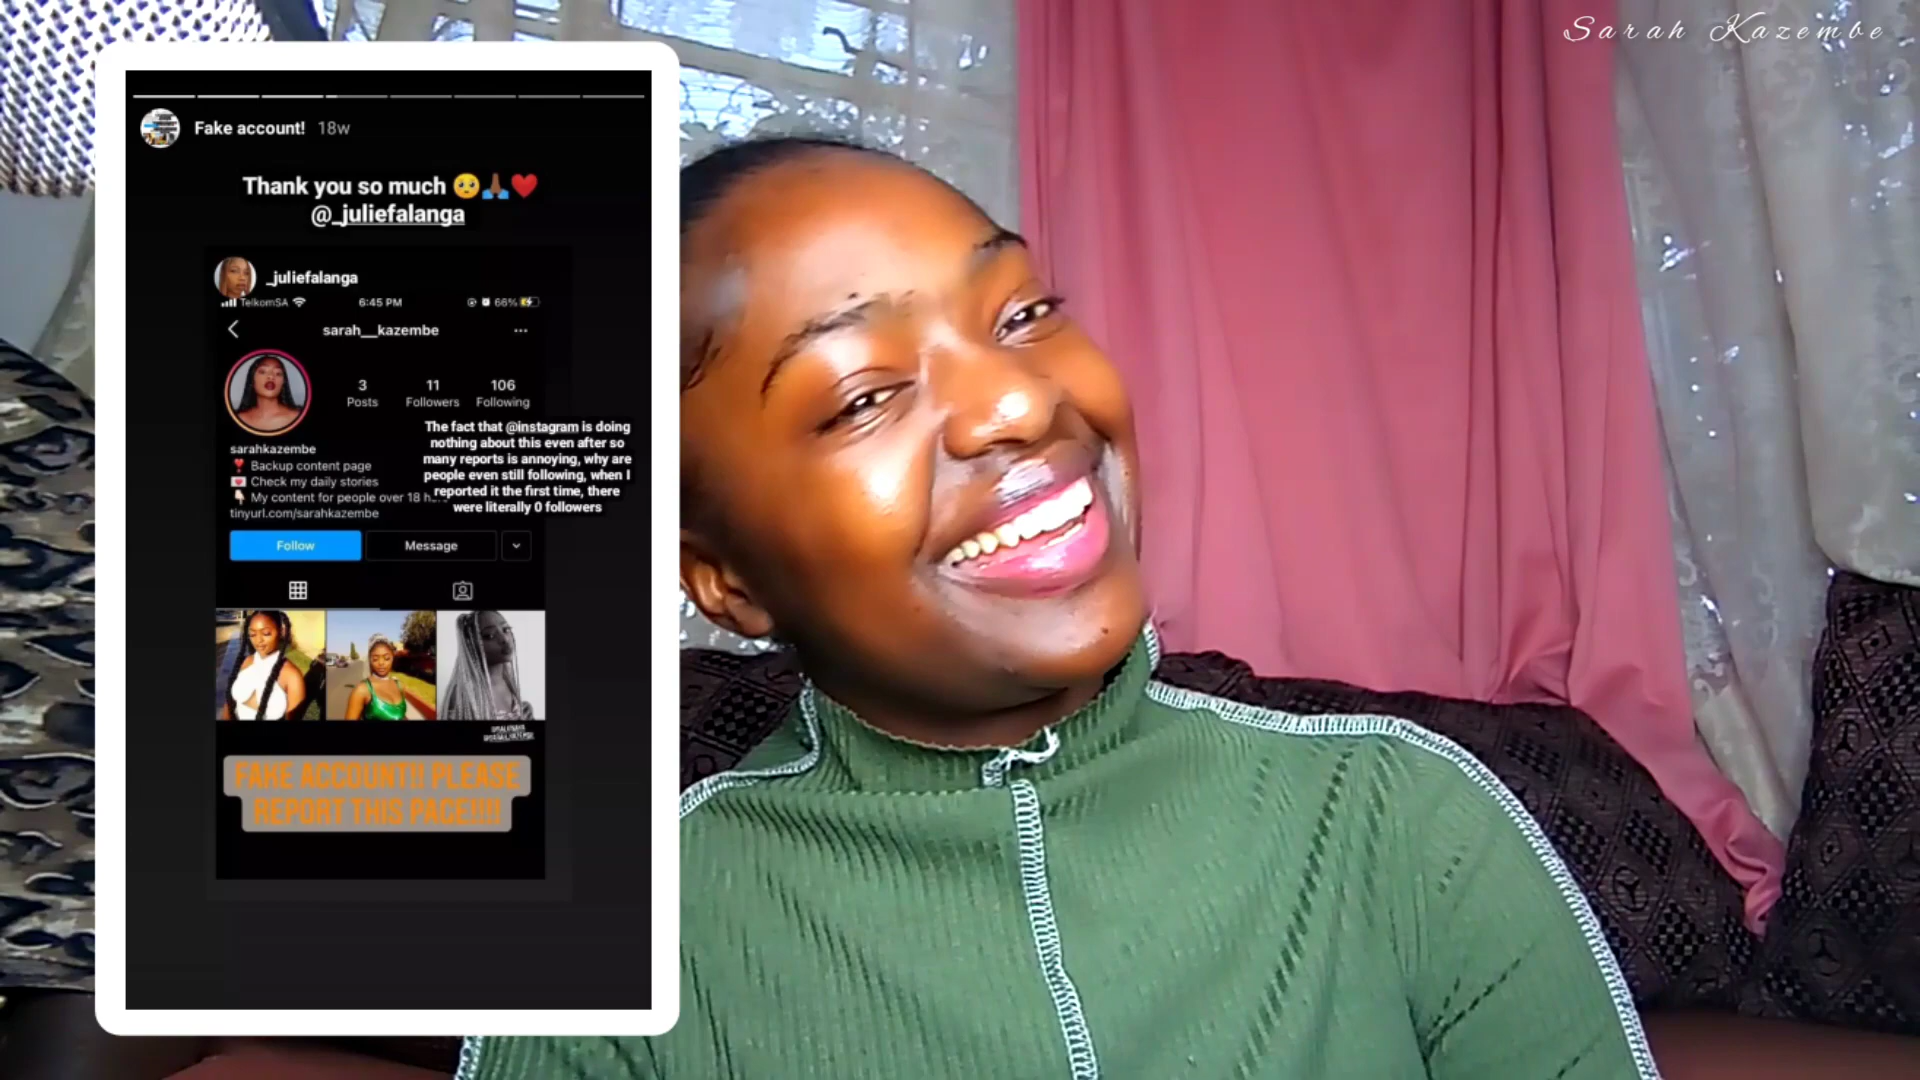 Sarah Kazembe
Fake account! 18w
Thank you so much 🥺🙏🏾❤️
@_juliefalanga
_juliefalanga
TelkomSA 6:45 PM 66%
sarah__kazembe
3 11 106
Posts Followers Following
sarahkazembe
❣️ Backup content page
💌 Check my daily stories
👇🏻 My content for people over 18
tinyurl.com/sarahkazembe
The fact that @instagram is doing
nothing about this even after so
many reports is annoying, why are
people even still following, when I
reported it the first time, there
were literally 0 followers
Follow Message
FAKE ACCOUNT!! PLEASE
REPORT THIS PAGE!!!!